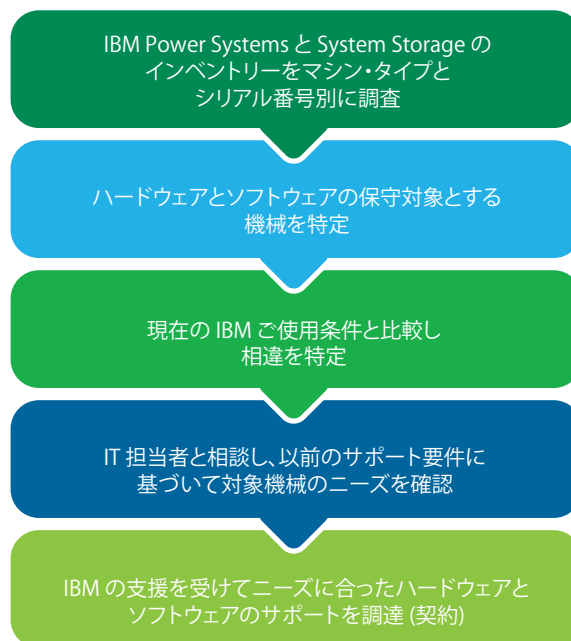 IBM Power Systems と System Storage の
インベントリーをマシン・タイプと
シリアル番号別に調査
ハードウェアとソフトウェアの保守対象とする
機械を特定
現在の IBM ご使用条件と比較し
相違を特定
IT 担当者と相談し、以前のサポート要件に
基づいて対象機械のニーズを確認
IBM の支援を受けてニーズに合ったハードウェアと
ソフトウェアのサポートを調達 (契約)